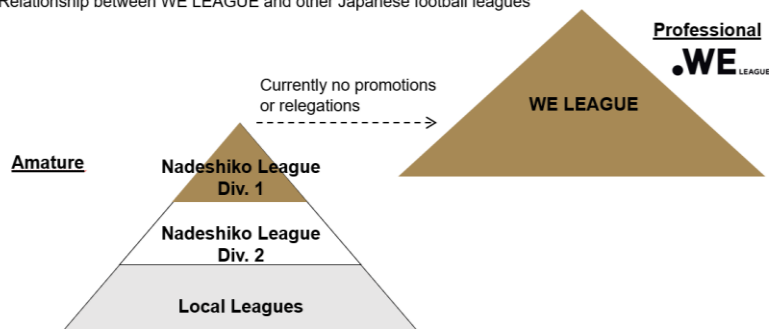 Relationship between WE LEAGUE and other Japanese football leagues
Professional
.WE LEAGUE
Currently no promotions
or relegations
WE LEAGUE
Amature
Nadeshiko League
Div. 1
Nadeshiko League
Div. 2
Local Leagues